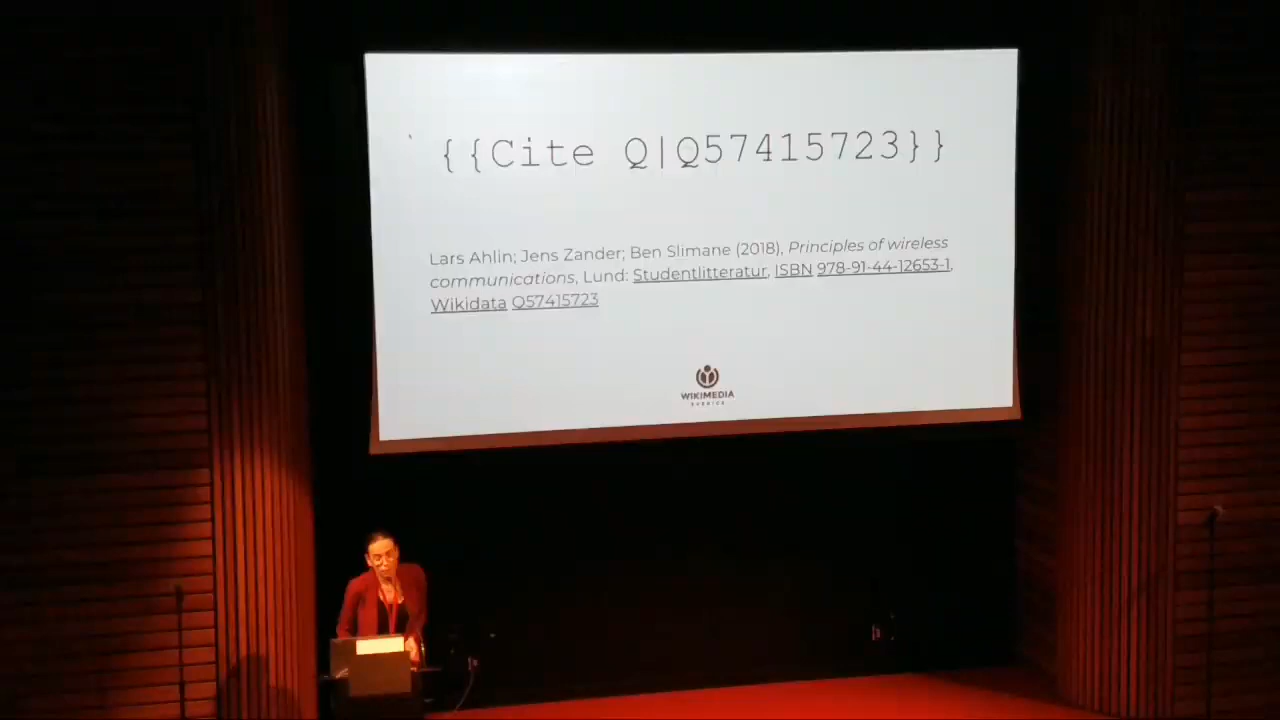 {{Cite Q|Q57415723}}
Lars Ahlin; Jens Zander; Ben Slimane (2018), Principles of wireless
communications, Lund: Studentlitteratur, ISBN 978-91-44-12653-1,
Wikidata Q57415723
WIKIMEDIA
SVERIGE